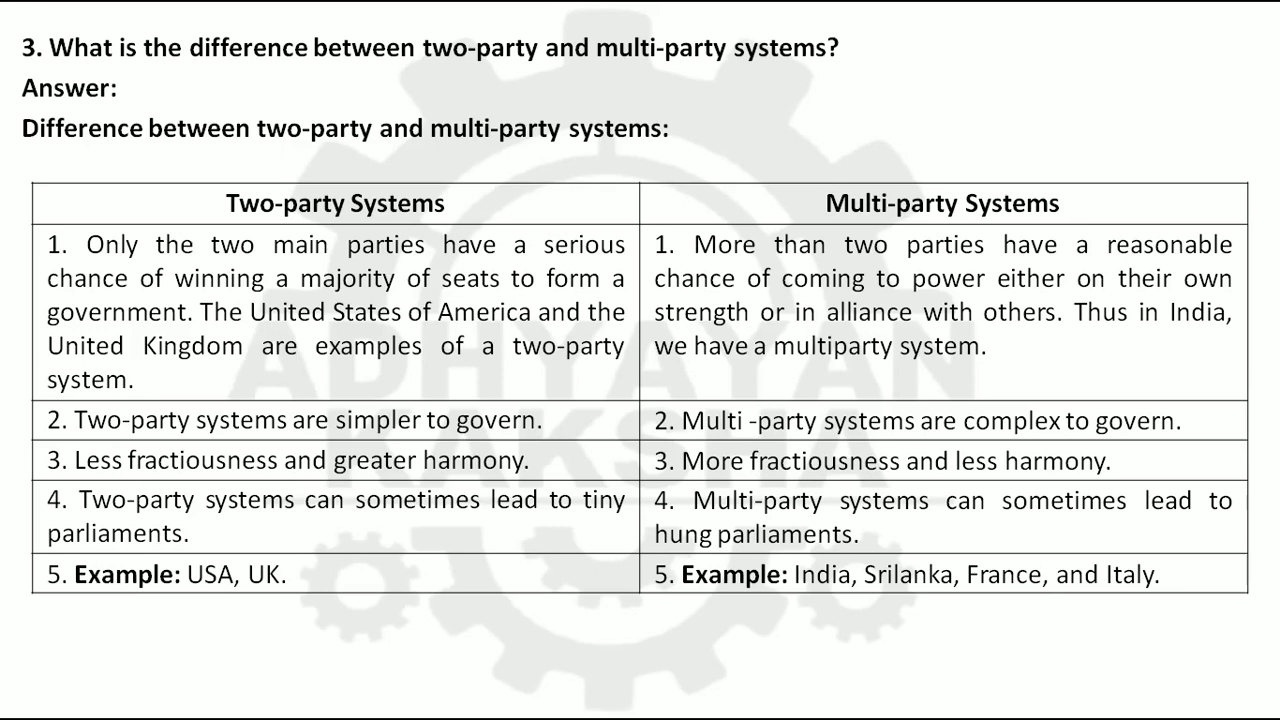 3. What is the difference between two-party and multi-party systems?
Answer:
Difference between two-party and multi-party systems:
Two-party Systems
Multi-party Systems
1. Only the two main parties have a serious
chance of winning a majority of seats to form a
government. The United States of America and the
United Kingdom are examples of a two-party
system.
1. More than two parties have a reasonable
chance of coming to power either on their own
strength or in alliance with others. Thus in India,
we have a multiparty system.
2. Two-party systems are simpler to govern.
2. Multi -party systems are complex to govern.
3. Less fractiousness and greater harmony.
3. More fractiousness and less harmony.
4. Two-party systems can sometimes lead to tiny
parliaments.
4. Multi-party systems can sometimes lead to
hung parliaments.
5. Example: USA, UK.
5. Example: India, Srilanka, France, and Italy.
ADHYAYAN
KAKSHA